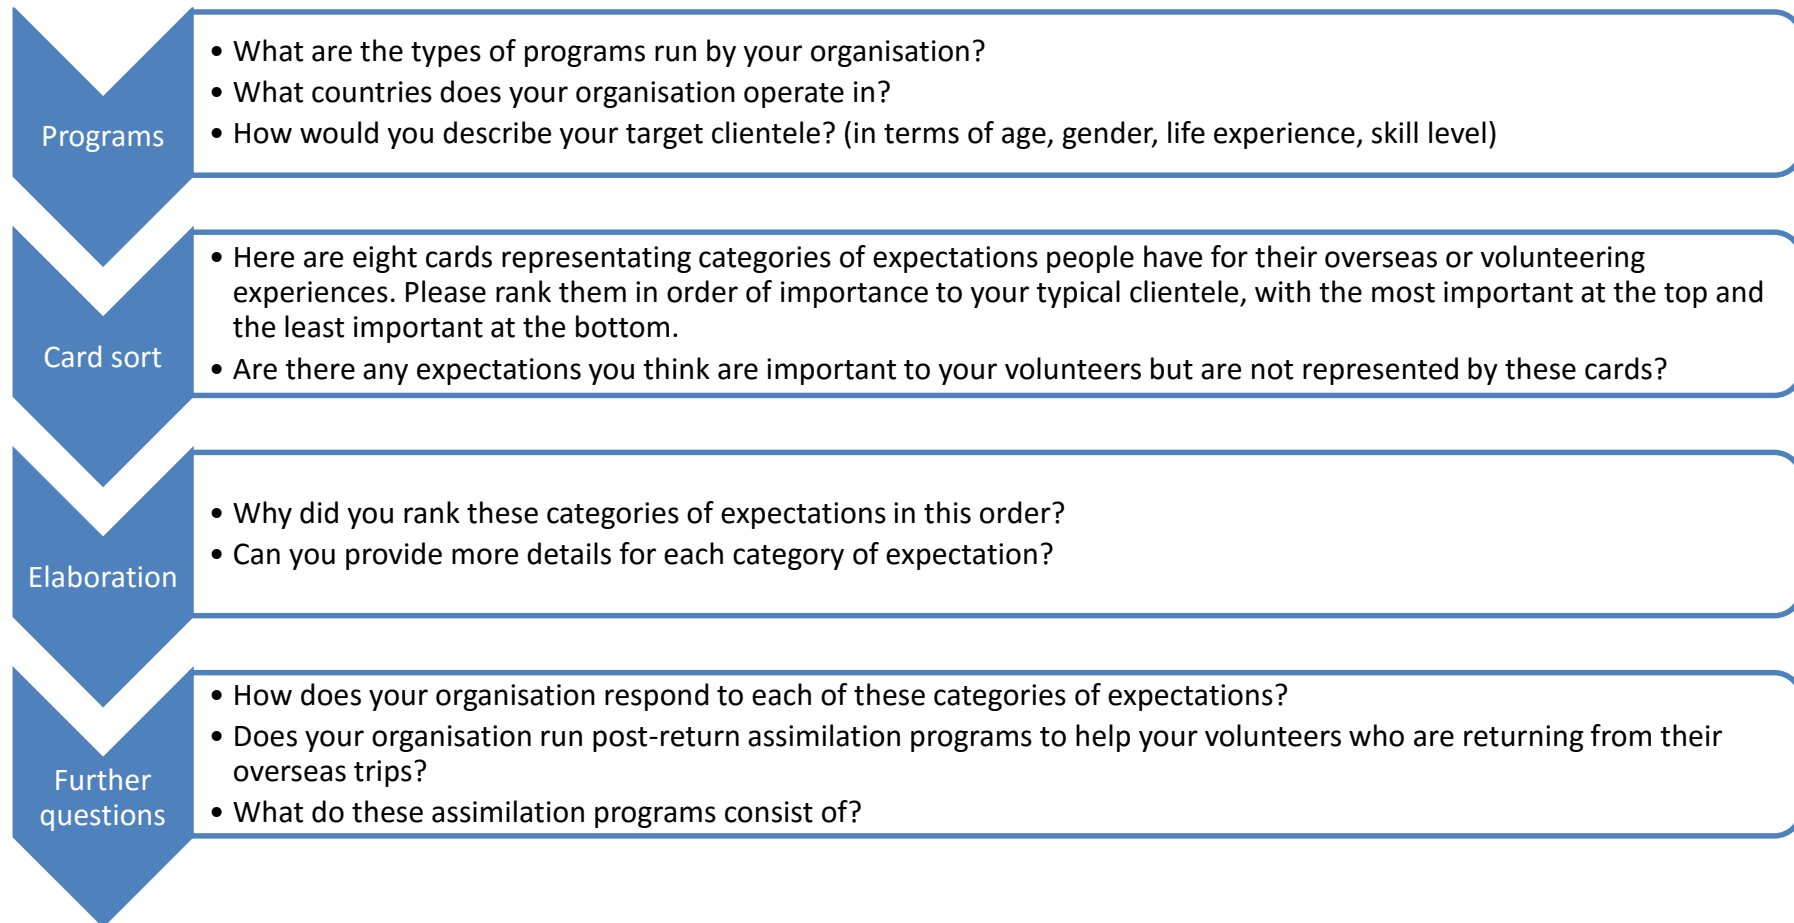 Programs
• What are the types of programs run by your organisation?
• What countries does your organisation operate in?
• How would you describe your target clientele? (in terms of age, gender, life experience, skill level)
Card sort
• Here are eight cards representating categories of expectations people have for their overseas or volunteering
experiences. Please rank them in order of importance to your typical clientele, with the most important at the top and
the least important at the bottom.
• Are there any expectations you think are important to your volunteers but are not represented by these cards?
Elaboration
• Why did you rank these categories of expectations in this order?
• Can you provide more details for each category of expectation?
Further
questions
• How does your organisation respond to each of these categories of expectations?
• Does your organisation run post-return assimilation programs to help your volunteers who are returning from their
overseas trips?
• What do these assimilation programs consist of?